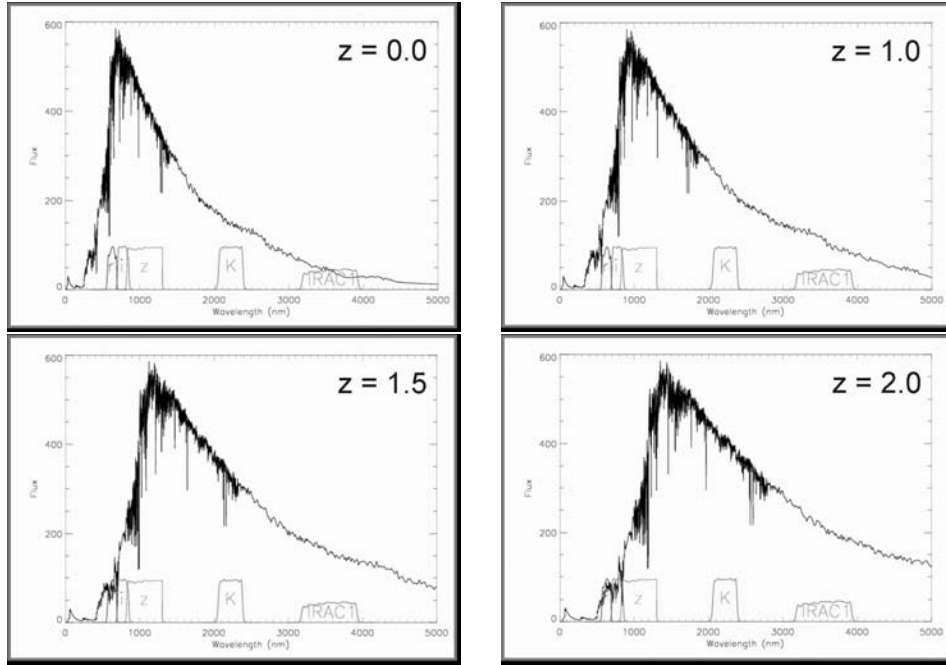 z = 0.0
600
400
200
0
Flux
r i z K IRAC1
0 1000 2000 3000 4000 5000
Wavelength (nm)
z = 1.0
600
400
200
0
Flux
r i z K IRAC1
0 1000 2000 3000 4000 5000
Wavelength (nm)
z = 1.5
600
400
200
0
Flux
i z K IRAC1
0 1000 2000 3000 4000 5000
Wavelength (nm)
z = 2.0
600
400
200
0
Flux
z K IRAC1
0 1000 2000 3000 4000 5000
Wavelength (nm)